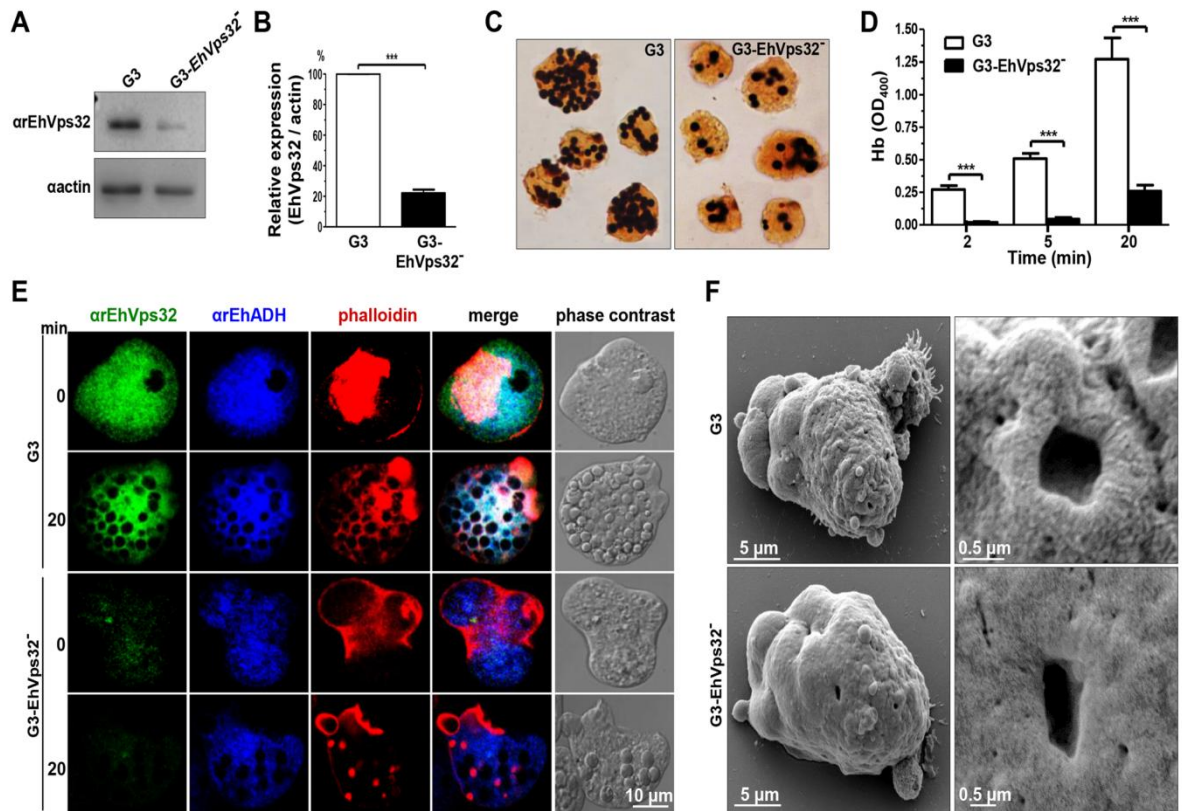 A
G3
G3-EhVps32⁻
αrEhVps32
αactin
B
%
***
100
80
60
40
20
0
Relative expression
(EhVps32 / actin)
G3
G3-
EhVps32⁻
C
G3
G3-EhVps32⁻
D
G3
G3-EhVps32⁻
***
***
***
1.50
1.25
1.00
0.75
0.50
0.25
0.00
Hb (OD400)
2 5 20
Time (min)
E
αrEhVps32 αrEhADH phalloidin merge phase contrast
min
0
G3
20
0
G3-EhVps32⁻
20
10 µm
F
G3
5 µm
0.5 µm
G3-EhVps32⁻
5 µm
0.5 µm